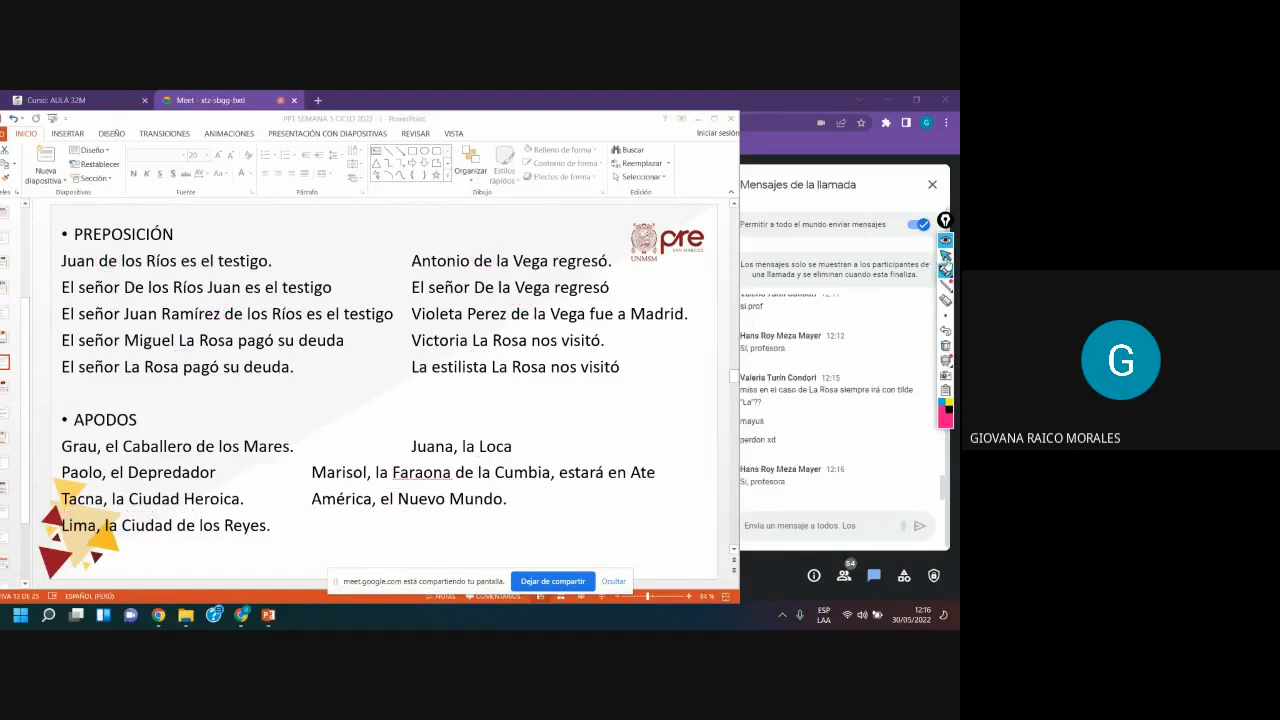 Curso: AULA 32M
Meet - xtz-sbgg-bxd
PPT SEMANA 5 CICLO 2022 - I - PowerPoint
INICIO INSERTAR DISEÑO TRANSICIONES ANIMACIONES PRESENTACIÓN CON DIAPOSITIVAS REVISAR VISTA
Iniciar sesión
Nueva diapositiva
Diseño
Restablecer
Sección
20
N K S S abc AV Aa A
Organizar
Estilos rápidos
Relleno de forma
Contorno de forma
Efectos de forma
Buscar
Reemplazar
Seleccionar
Diapositivas Fuente Párrafo Dibujo Edición
• PREPOSICIÓN
UNMSM
pre
SAN MARCOS
Juan de los Ríos es el testigo. Antonio de la Vega regresó.
El señor De los Ríos Juan es el testigo El señor De la Vega regresó
El señor Juan Ramírez de los Ríos es el testigo Violeta Perez de la Vega fue a Madrid.
El señor Miguel La Rosa pagó su deuda Victoria La Rosa nos visitó.
El señor La Rosa pagó su deuda. La estilista La Rosa nos visitó
• APODOS
Grau, el Caballero de los Mares. Juana, la Loca
Paolo, el Depredador Marisol, la Faraona de la Cumbia, estará en Ate
Tacna, la Ciudad Heroica. América, el Nuevo Mundo.
Lima, la Ciudad de los Reyes.
meet.google.com está compartiendo tu pantalla. Dejar de compartir Ocultar
13 DE 25 ESPAÑOL (PERÚ) NOTAS COMENTARIOS 84 %
Mensajes de la llamada
Permitir a todo el mundo enviar mensajes
Los mensajes solo se muestran a los participantes de
una llamada y se eliminan cuando esta finaliza.
si prof
Hans Roy Meza Mayer 12:12
Si, profesora.
Valeria Turín Condori 12:15
miss en el caso de La Rosa siempre irá con tilde
"La"??
mayus
perdon xd
Hans Roy Meza Mayer 12:16
Si, profesora.
Envía un mensaje a todos. Los
54
ESP
LAA
12:16
30/05/2022
G
GIOVANA RAICO MORALES